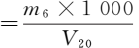 = m₆ × 1 000 / V₂₀